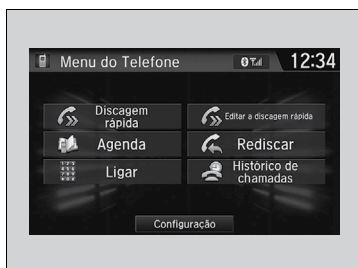 Menu do Telefone
12:34
Discagem
rápida
Editar a discagem rápida
Agenda
Rediscar
Ligar
Histórico de
chamadas
Configuração